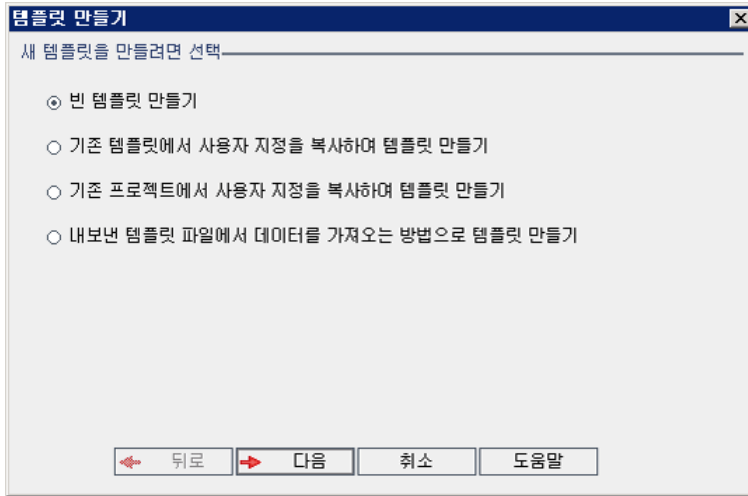 템플릿 만들기
새 템플릿을 만들려면 선택
빈 템플릿 만들기
기존 템플릿에서 사용자 지정을 복사하여 템플릿 만들기
기존 프로젝트에서 사용자 지정을 복사하여 템플릿 만들기
내보낸 템플릿 파일에서 데이터를 가져오는 방법으로 템플릿 만들기
뒤로 다음 취소 도움말